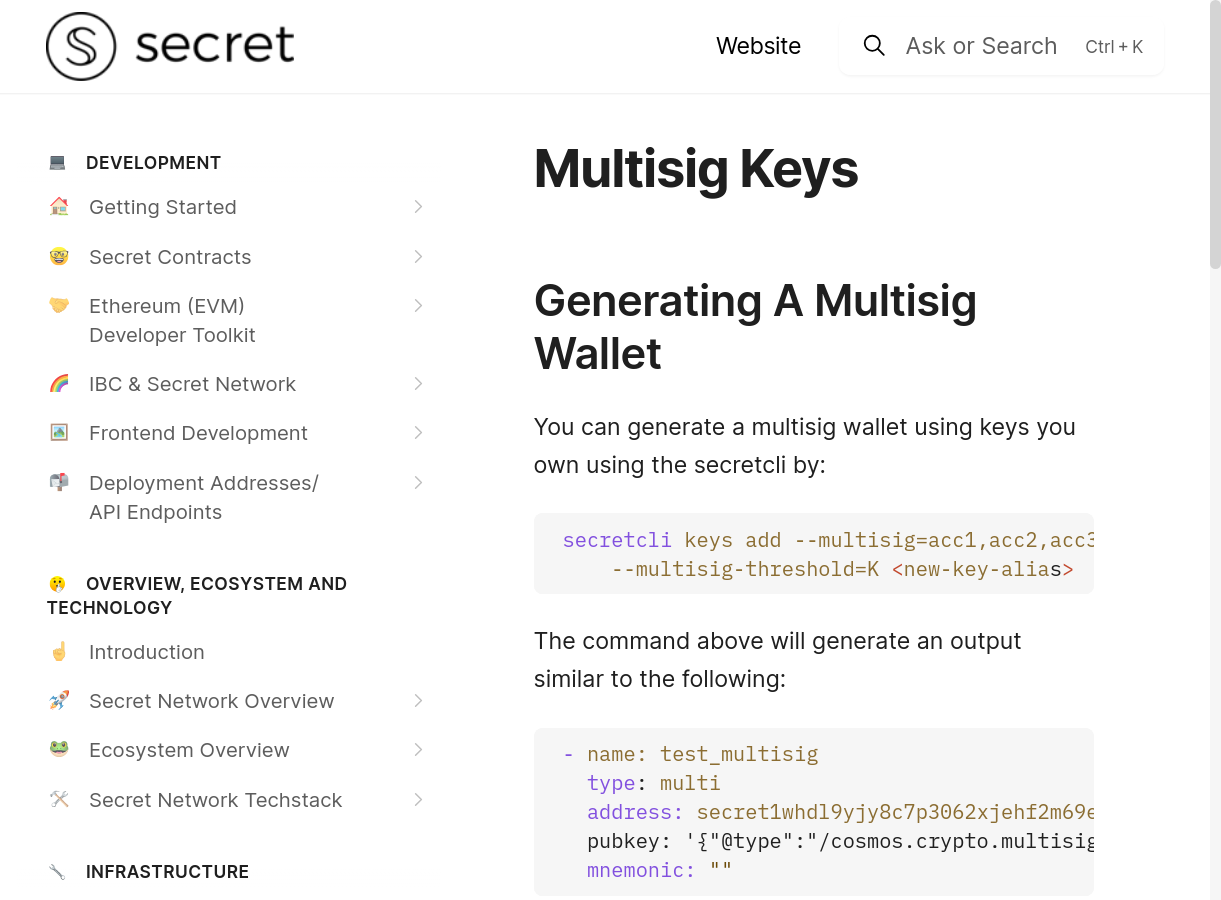 secret
Website
Ask or Search
Ctrl + K
DEVELOPMENT
Getting Started
Secret Contracts
Ethereum (EVM)
Developer Toolkit
IBC & Secret Network
Frontend Development
Deployment Addresses/
API Endpoints
OVERVIEW, ECOSYSTEM AND
TECHNOLOGY
Introduction
Secret Network Overview
Ecosystem Overview
Secret Network Techstack
INFRASTRUCTURE
Multisig Keys
Generating A Multisig
Wallet
You can generate a multisig wallet using keys you
own using the secretcli by:
secretcli keys add --multisig=acc1,acc2,acc3
--multisig-threshold=K <new-key-alias>
The command above will generate an output
similar to the following:
- name: test_multisig
type: multi
address: secret1whdl9yjy8c7p3062xjehf2m69e
pubkey: '{"@type":"/cosmos.crypto.multisig
mnemonic: ""